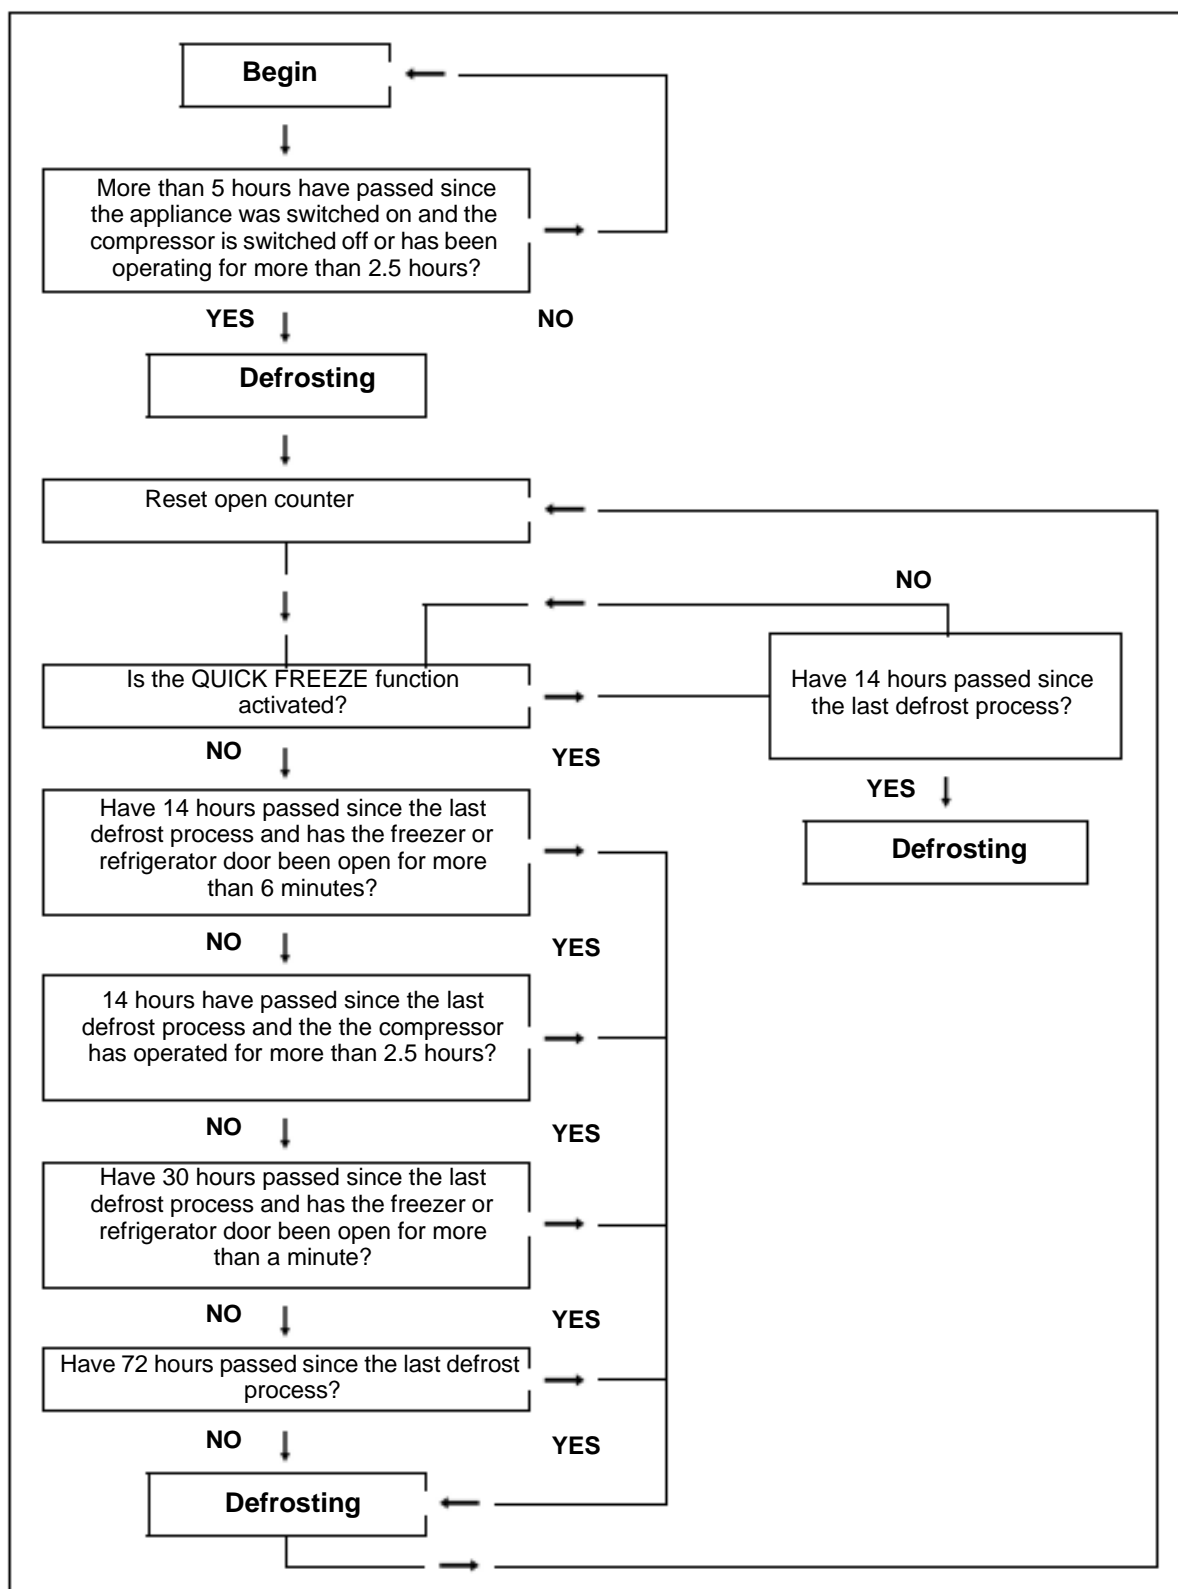 Begin
More than 5 hours have passed since
the appliance was switched on and the
compressor is switched off or has been
operating for more than 2.5 hours?
YES
NO
Defrosting
Reset open counter
NO
Is the QUICK FREEZE function
activated?
Have 14 hours passed since
the last defrost process?
NO
YES
YES
Defrosting
Have 14 hours passed since the last
defrost process and has the freezer or
refrigerator door been open for more
than 6 minutes?
NO
YES
14 hours have passed since the last
defrost process and the the compressor
has operated for more than 2.5 hours?
NO
YES
Have 30 hours passed since the last
defrost process and has the freezer or
refrigerator door been open for more
than a minute?
NO
YES
Have 72 hours passed since the last defrost
process?
NO
YES
Defrosting